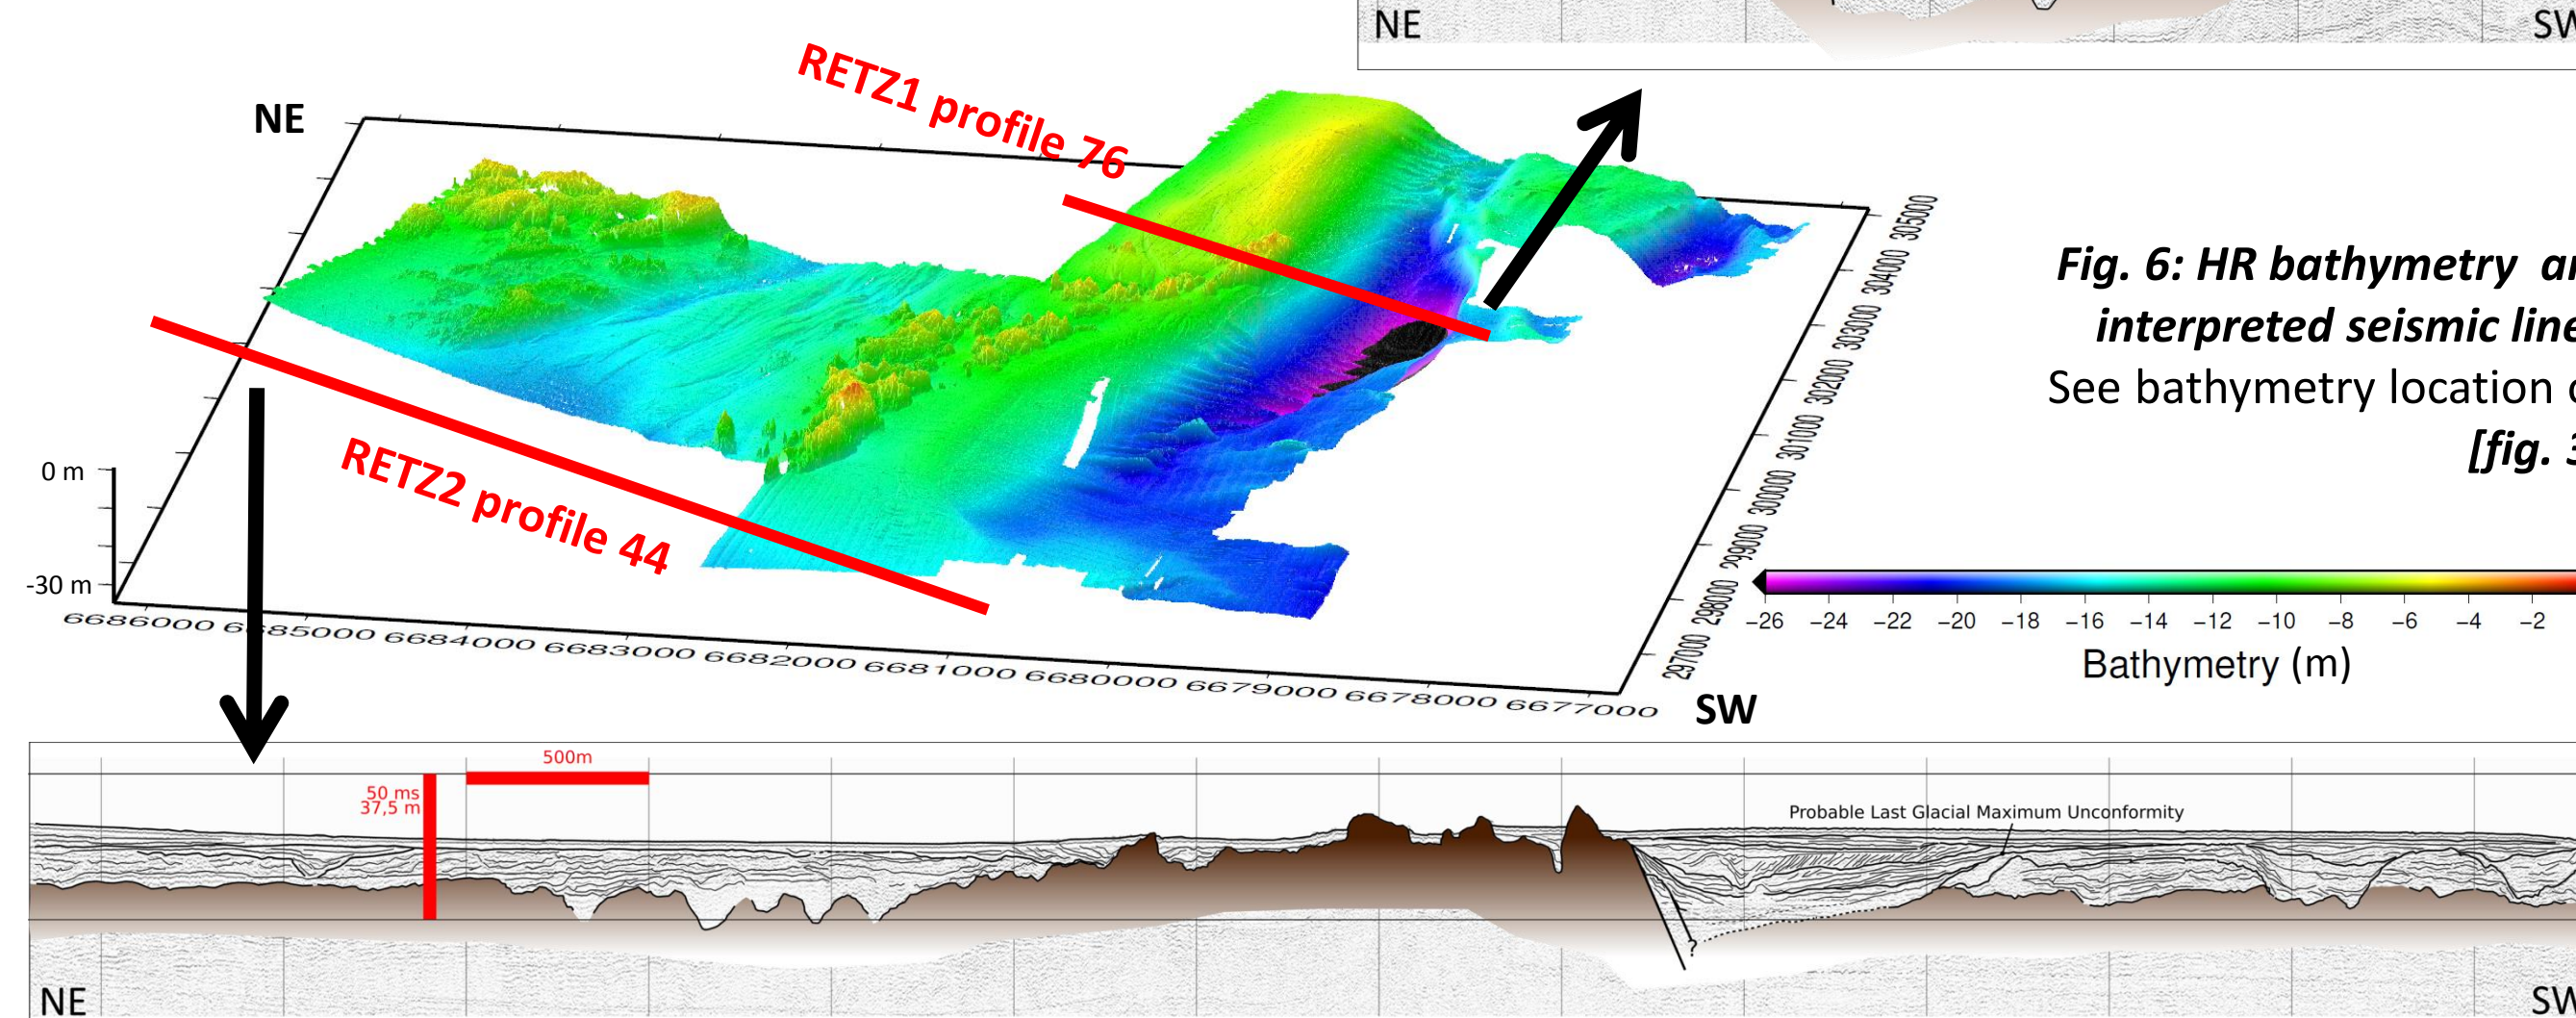 NE
SW
RETZ1 profile 76
NE
305000
304000
303000
302000
301000
300000
299000
298000
297000
Fig. 6: HR bathymetry
interpreted seismic
See bathymetry location
[fig.
RETZ2 profile 44
0 m
-30 m
6686000 6685000 6684000 6683000 6682000 6681000 6680000 6679000 6678000 6677000
SW
−26 −24 −22 −20 −18 −16 −14 −12 −10 −8 −6 −4 −2
Bathymetry (m)
500m
50 ms
37,5 m
Probable Last Glacial Maximum Unconformity
?
NE
SW